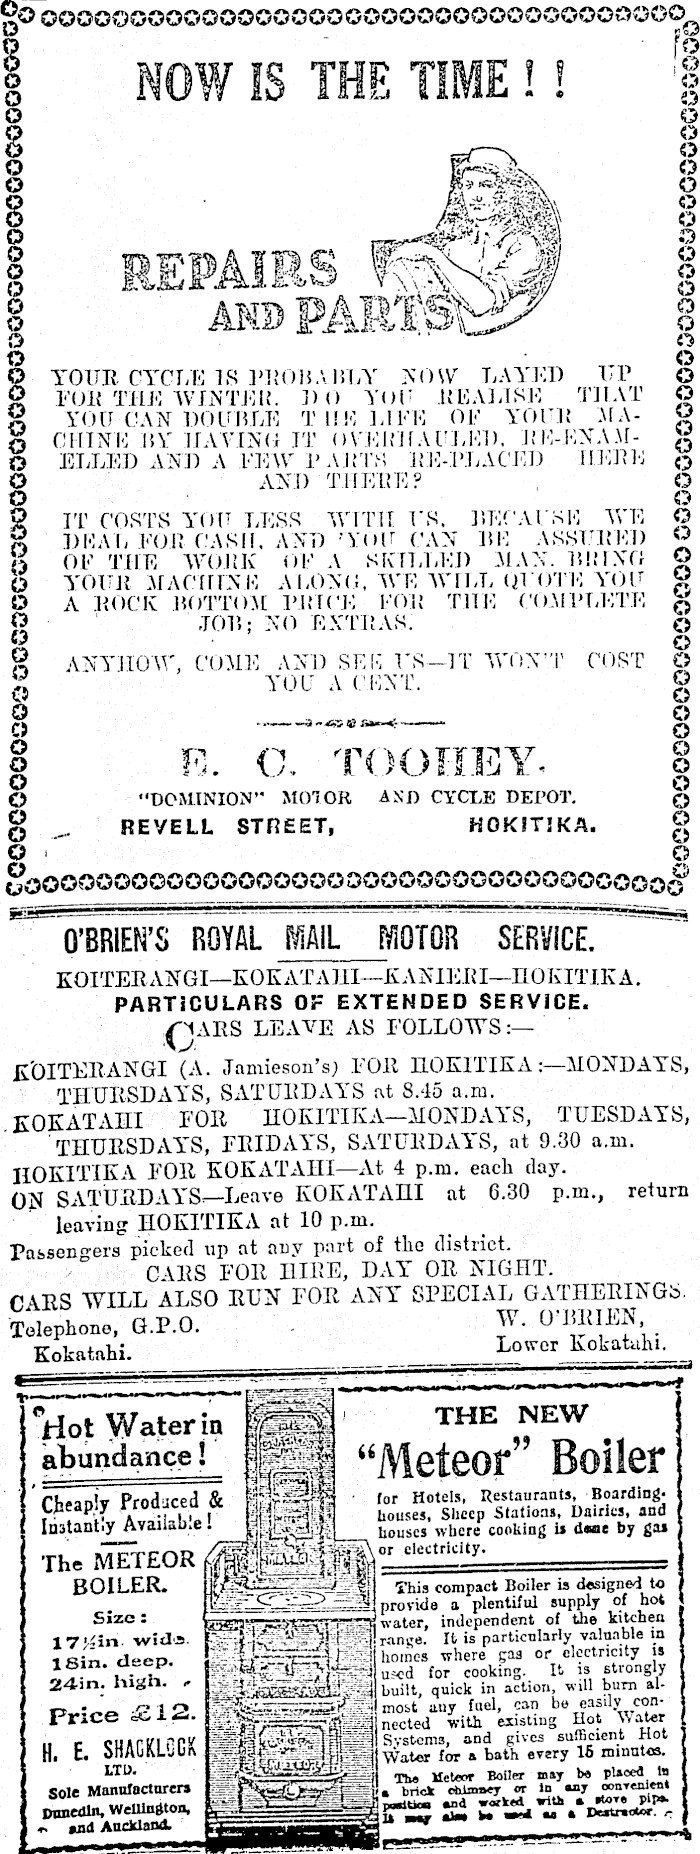 NOW IS THE TIME ! !
REPAIRS
AND PARTS
YOUR CYCLE IS PROBABLY NOW LAYED UP
FOR THE WINTER. DO YOU REALISE THAT
YOU CAN DOUBLE THE LIFE OF YOUR MA-
CHINE BY HAVING IT OVERHAULED, RE-ENAM-
ELLED AND A FEW PARTS RE-PLACED HERE
AND THERE?
IT COSTS YOU LESS WITH US, BECAUSE WE
DEAL FOR CASH, AND YOU CAN BE ASSURED
OF THE WORK OF A SKILLED MAN. BRING
YOUR MACHINE ALONG, WE WILL QUOTE YOU
A ROCK BOTTOM PRICE FOR THE COMPLETE
JOB; NO EXTRAS.
ANYHOW, COME AND SEE US—IT WON'T COST
YOU A CENT.
E. C. TOOHEY.
"DOMINION" MOTOR AND CYCLE DEPOT.
REVELL STREET, HOKITIKA.
O'BRIEN'S ROYAL MAIL MOTOR SERVICE.
KOITERANGI—KOKATAHI—KANIERI—HOKITIKA.
PARTICULARS OF EXTENDED SERVICE.
CARS LEAVE AS FOLLOWS:—
KOITERANGI (A. Jamieson's) FOR HOKITIKA:—MONDAYS,
THURSDAYS, SATURDAYS at 8.45 a.m.
KOKATAHI FOR HOKITIKA—MONDAYS, TUESDAYS,
THURSDAYS, FRIDAYS, SATURDAYS, at 9.30 a.m.
HOKITIKA FOR KOKATAHI—At 4 p.m. each day.
ON SATURDAYS—Leave KOKATAHI at 6.30 p.m., return
leaving HOKITIKA at 10 p.m.
Passengers picked up at any part of the district.
CARS FOR HIRE, DAY OR NIGHT.
CARS WILL ALSO RUN FOR ANY SPECIAL GATHERINGS.
Telephone, G.P.O. W. O'BRIEN,
Kokatahi. Lower Kokatahi.
Hot Water in
abundance!
Cheaply Produced &
Instantly Available!
The METEOR
BOILER.
Size:
17½in. wide.
18in. deep.
24in. high.
Price £12.
H. E. SHACKLOCK
LTD.
Sole Manufacturers
Dunedin, Wellington,
and Auckland.
THE NEW
"Meteor" Boiler
for Hotels, Restaurants, Boarding-
houses, Sheep Stations, Dairies, and
houses where cooking is done by gas
or electricity.
This compact Boiler is designed to
provide a plentiful supply of hot
water, independent of the kitchen
range. It is particularly valuable in
homes where gas or electricity is
used for cooking. It is strongly
built, quick in action, will burn al-
most any fuel, can be easily con-
nected with existing Hot Water
Systems, and gives sufficient Hot
Water for a bath every 15 minutes.
The Meteor Boiler may be placed in
a brick chimney or in any convenient
position and worked with a stove pipe.
It may also be used as a Destructor.